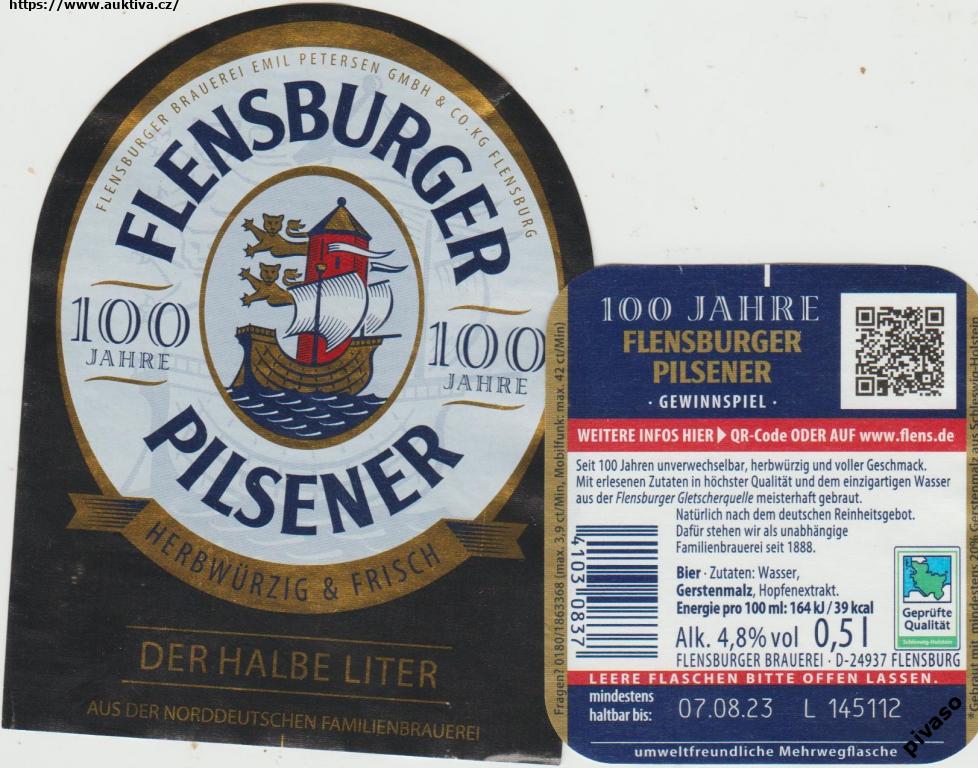 https://www.auktiva.cz/
FLENSBURGER BRAUEREI EMIL PETERSEN GMBH & CO.KG FLENSBURG
FLENSBURGER
100
JAHRE
100
JAHRE
PILSENER
HERBWÜRZIG & FRISCH
DER HALBE LITER
AUS DER NORDDEUTSCHEN FAMILIENBRAUEREI
100 JAHRE
FLENSBURGER
PILSENER
· GEWINNSPIEL ·
WEITERE INFOS HIER ▶ QR-Code ODER AUF www.flens.de
Seit 100 Jahren unverwechselbar, herbwürzig und voller Geschmack.
Mit erlesenen Zutaten in höchster Qualität und dem einzigartigen Wasser
aus der Flensburger Gletscherquelle meisterhaft gebraut.
Natürlich nach dem deutschen Reinheitsgebot.
Dafür stehen wir als unabhängige
Familienbrauerei seit 1888.
Bier · Zutaten: Wasser,
Gerstenmalz, Hopfenextrakt.
Energie pro 100 ml: 164 kJ / 39 kcal
Alk. 4,8% vol 0,5 l
FLENSBURGER BRAUEREI · D-24937 FLENSBURG
4103 0837
Geprüfte
Qualität
Schleswig-Holstein
LEERE FLASCHEN BITTE OFFEN LASSEN.
mindestens
haltbar bis:
07.08.23 L 145112
umweltfreundliche Mehrwegflasche
Fragen? 0180/1863368 (max. 3,9 ct/Min, Mobilfunk: max. 42 ct/Min)
mindestens
aus Schleswig-Holstein
pivaso